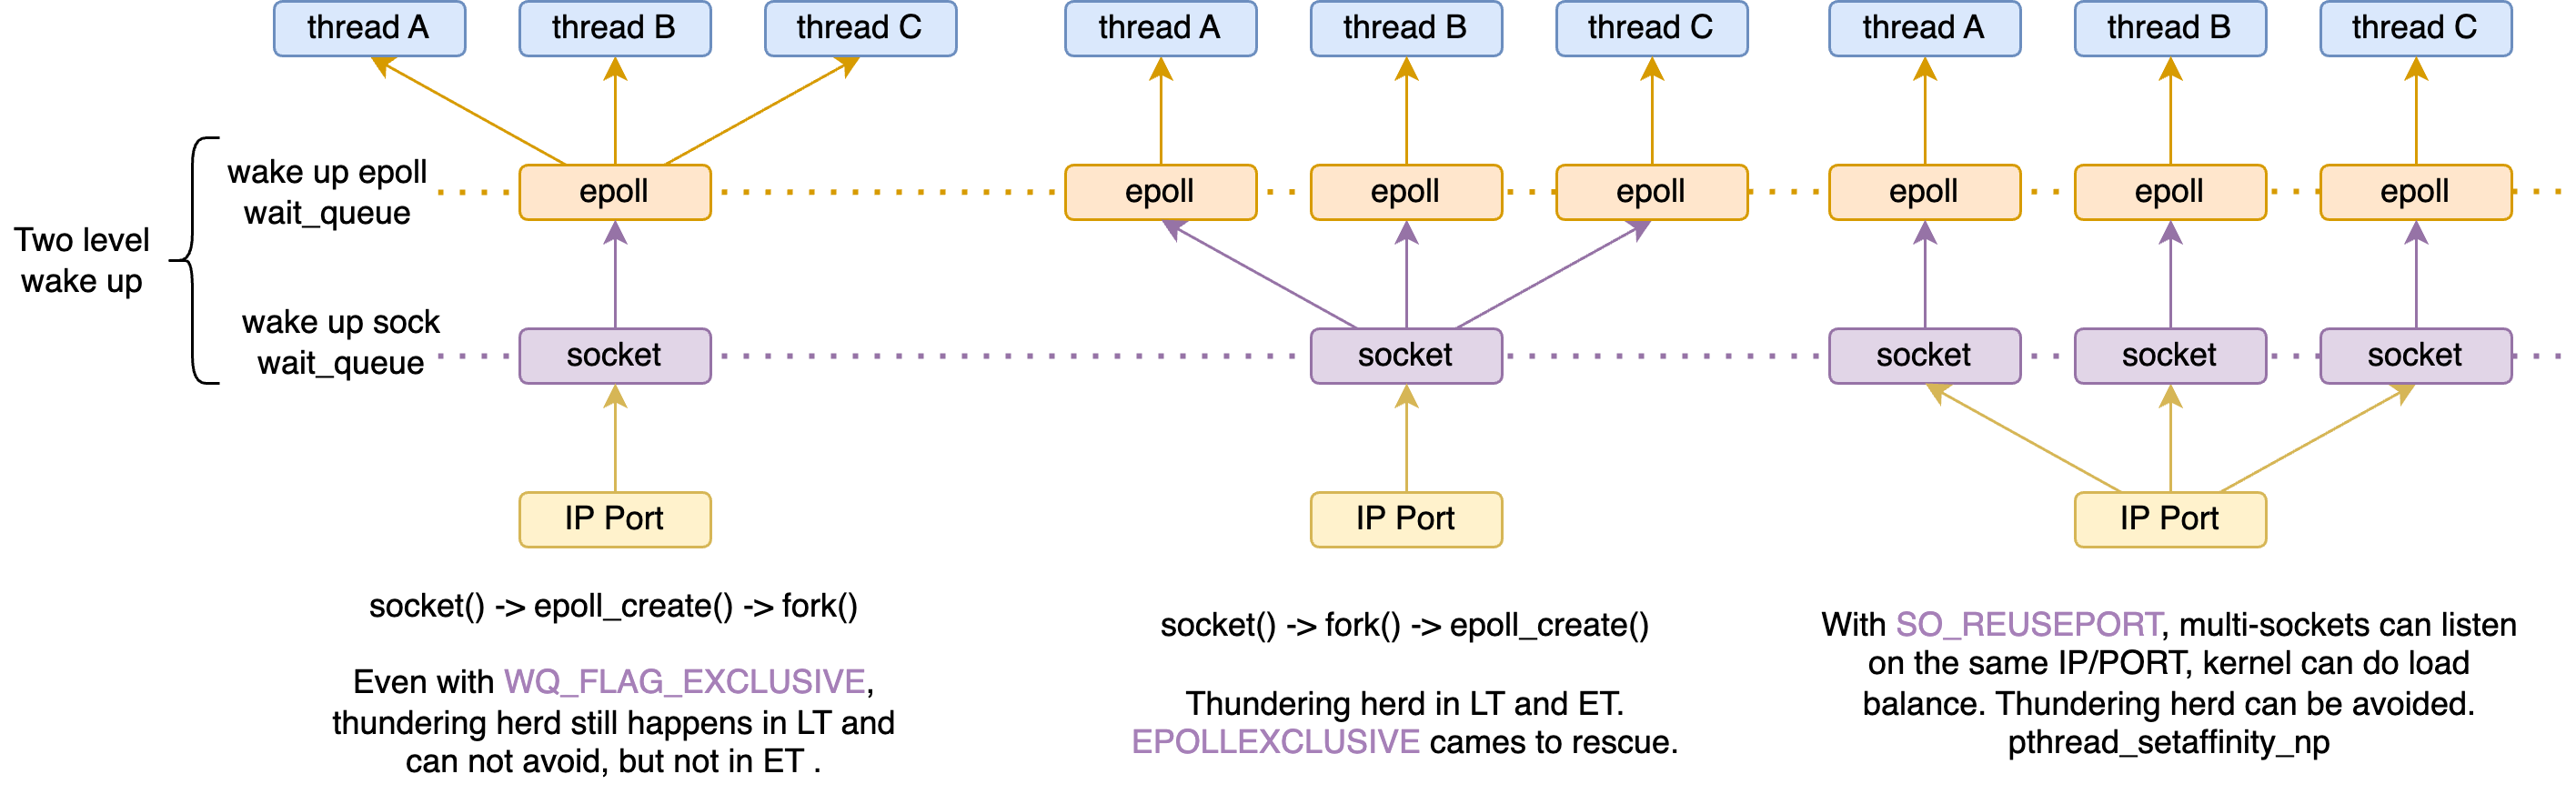 thread A
thread B
thread C
thread A
thread B
thread C
thread A
thread B
thread C
Two level
wake up
wake up epoll
wait_queue
epoll
epoll
epoll
epoll
epoll
epoll
epoll
wake up sock
wait_queue
socket
socket
socket
socket
socket
IP Port
IP Port
IP Port
socket() -> epoll_create() -> fork()
Even with WQ_FLAG_EXCLUSIVE,
thundering herd still happens in LT and
can not avoid, but not in ET .
socket() -> fork() -> epoll_create()
Thundering herd in LT and ET.
EPOLLEXCLUSIVE cames to rescue.
With SO_REUSEPORT, multi-sockets can listen
on the same IP/PORT, kernel can do load
balance. Thundering herd can be avoided.
pthread_setaffinity_np